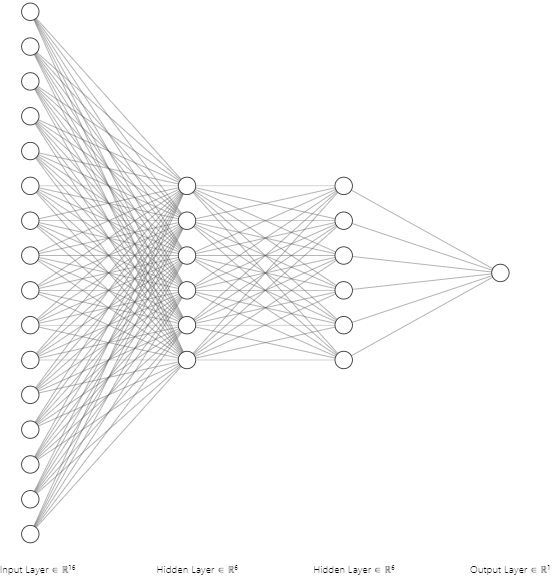 Input Layer ∈ ℝ¹⁶
Hidden Layer ∈ ℝ⁶
Hidden Layer ∈ ℝ⁶
Output Layer ∈ ℝ¹